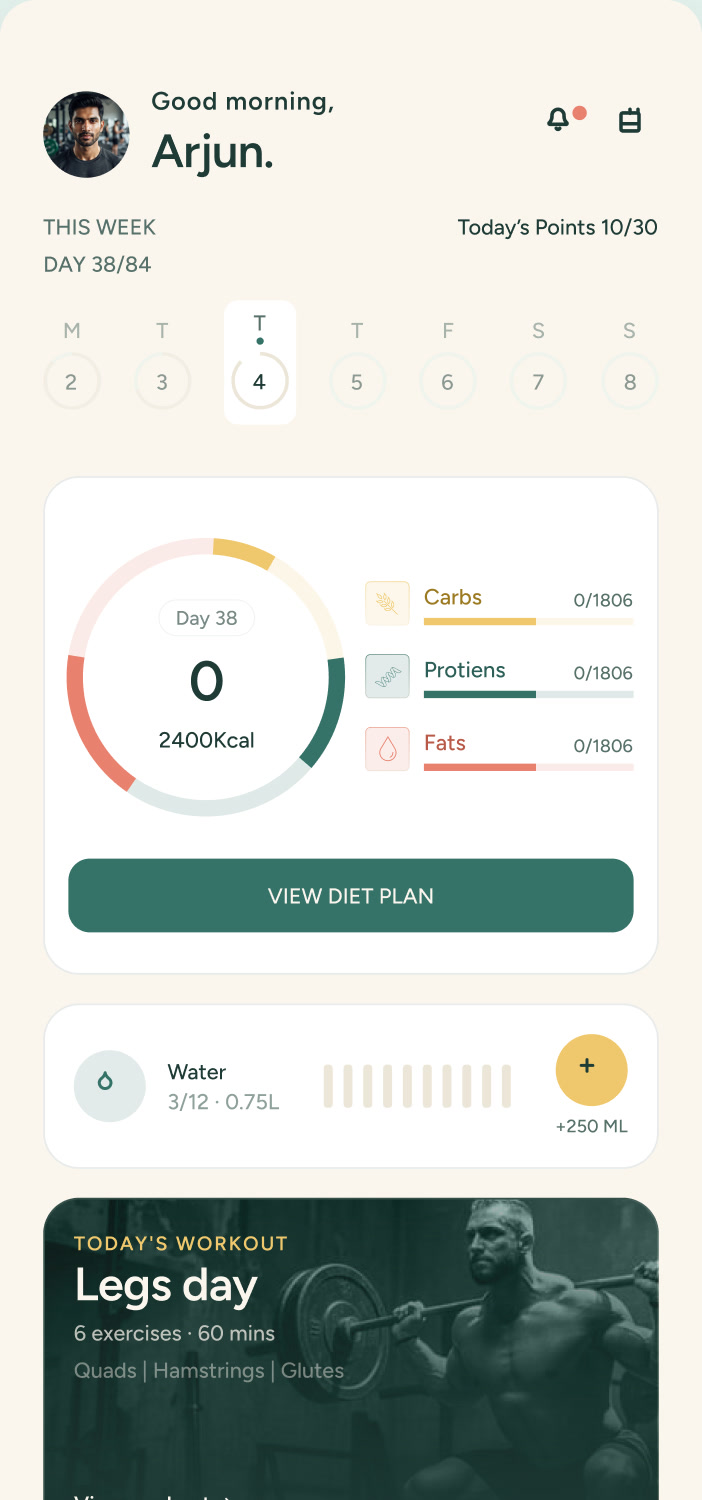 Good morning,
Arjun.
THIS WEEK
Today's Points 10/30
DAY 38/84
M T T T F S S
2 3 4 5 6 7 8
Day 38
0
2400Kcal
Carbs 0/1806
Protiens 0/1806
Fats 0/1806
VIEW DIET PLAN
Water
3/12 · 0.75L
+
+250 ML
TODAY'S WORKOUT
Legs day
6 exercises · 60 mins
Quads | Hamstrings | Glutes